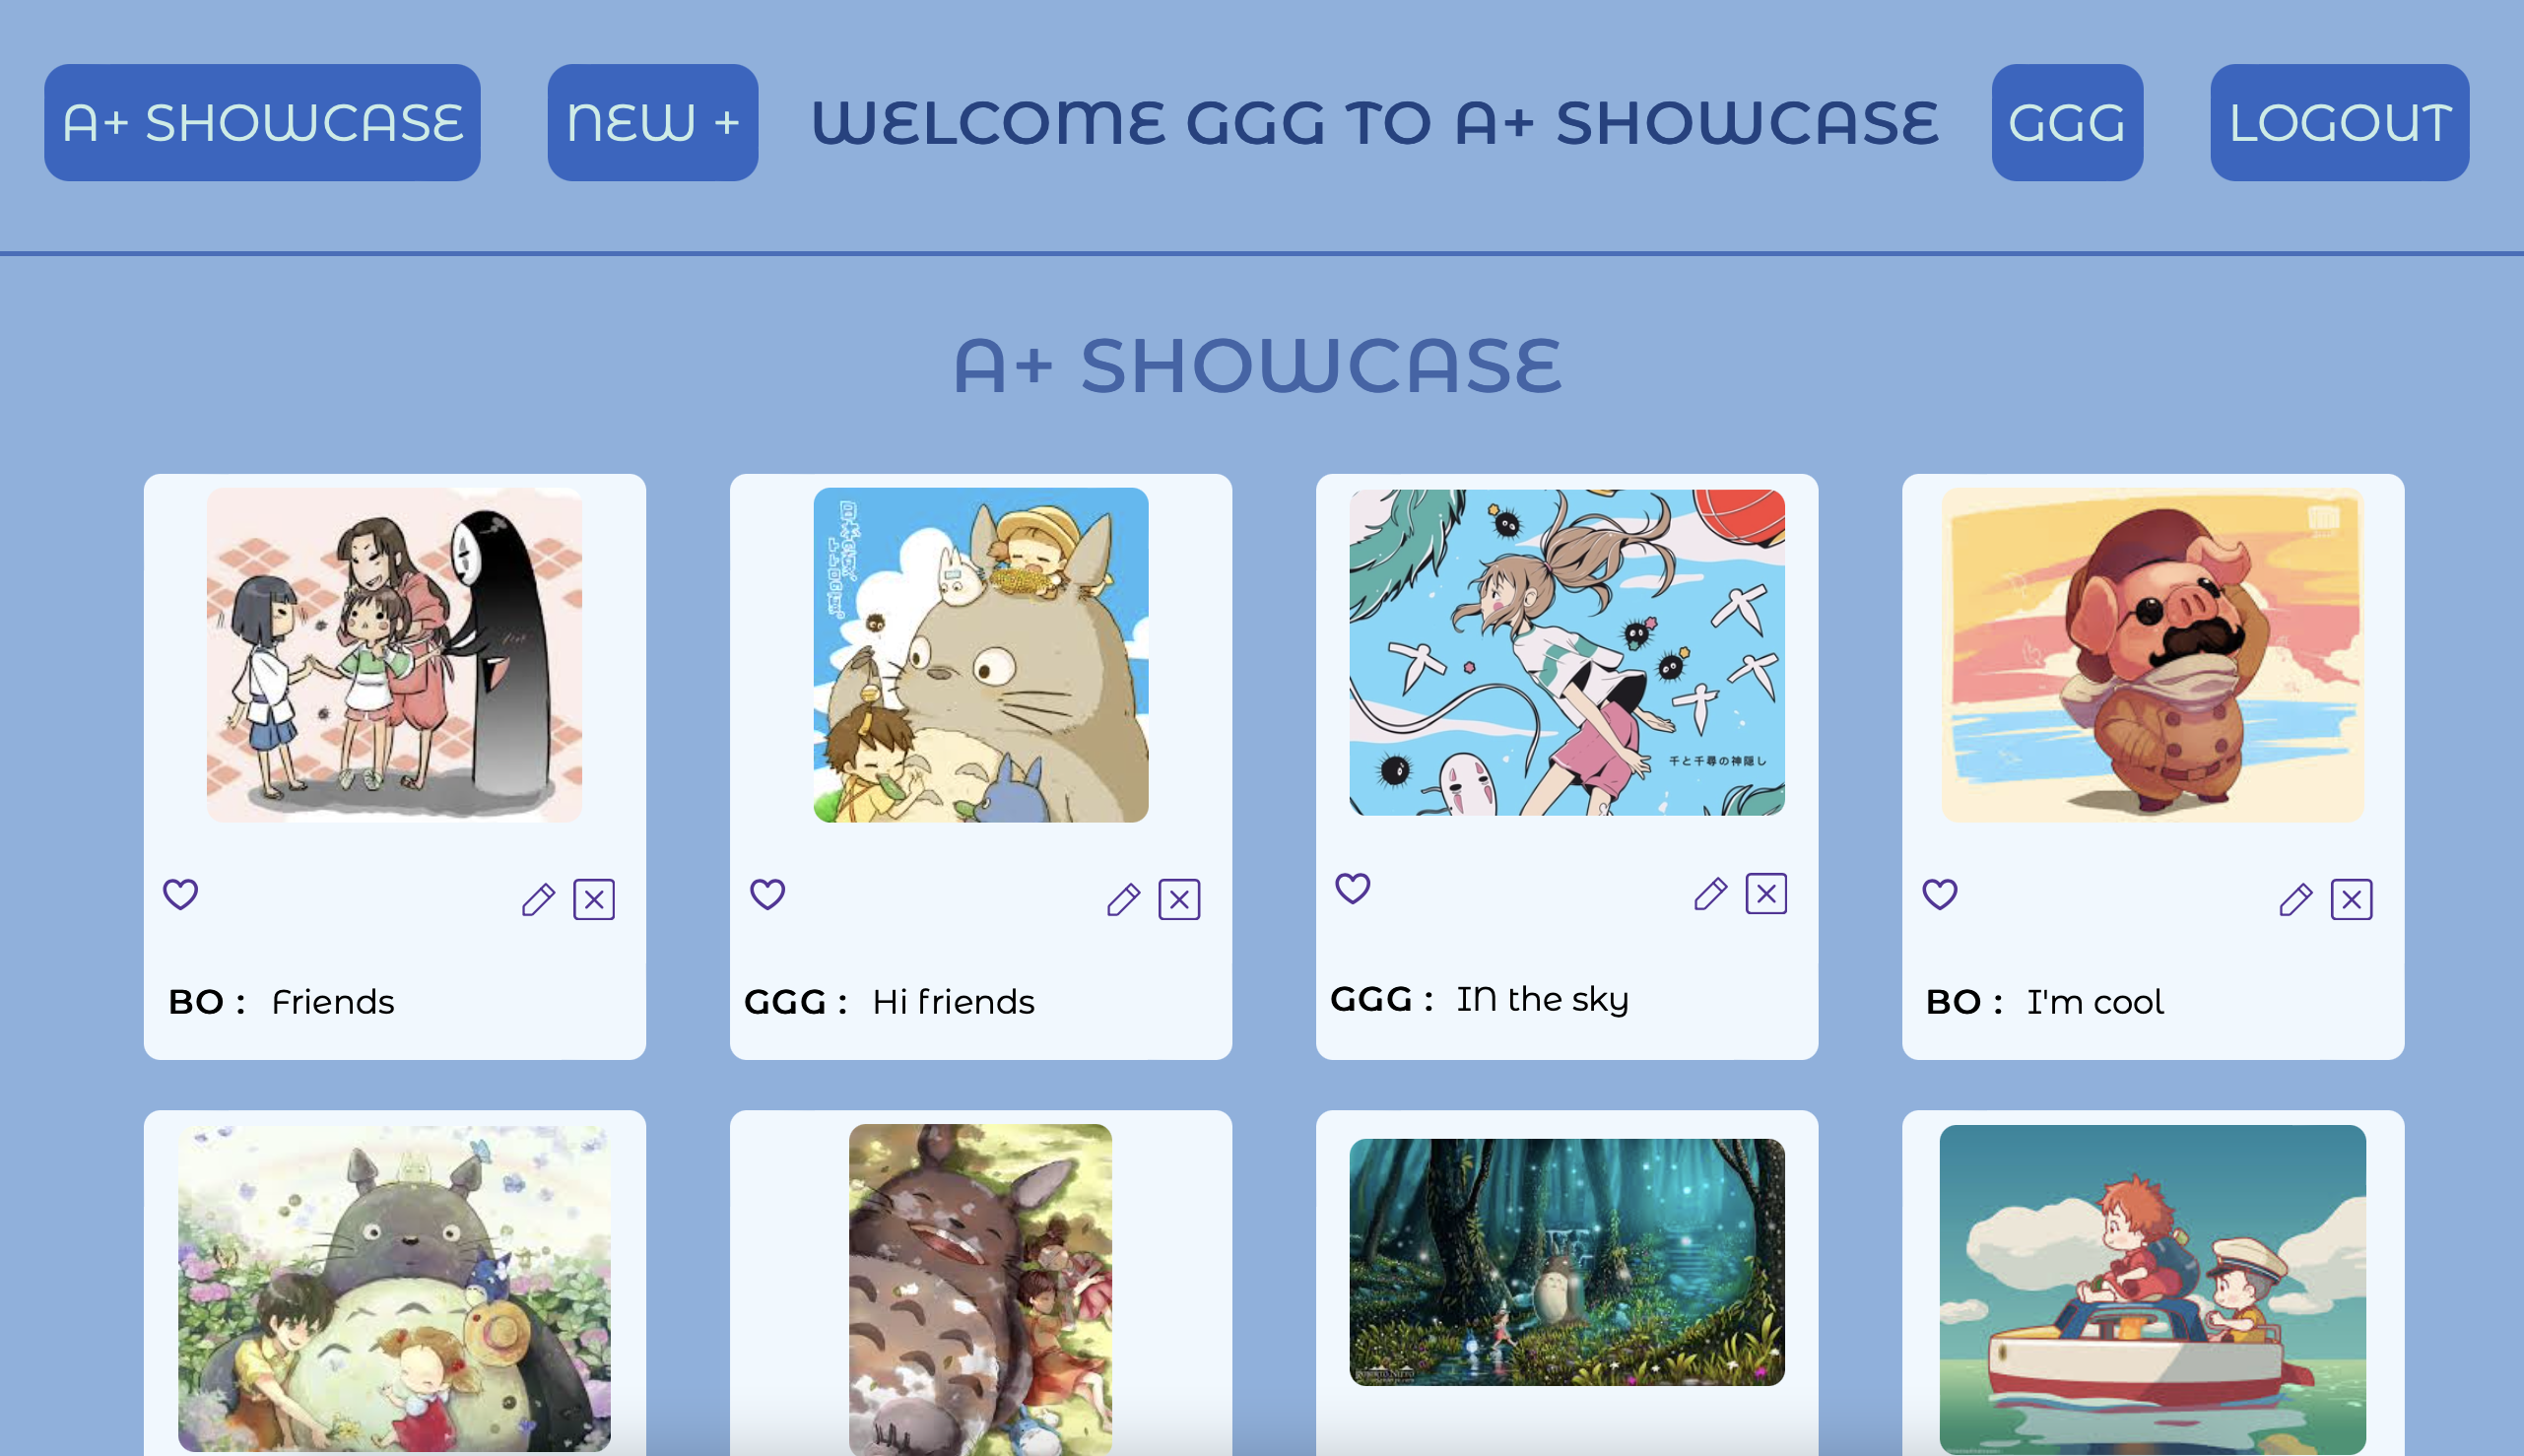 A+ SHOWCASE
NEW +
WELCOME GGG TO A+ SHOWCASE
GGG
LOGOUT
A+ SHOWCASE
千と千尋の神隠し
BO : Friends
GGG : Hi friends
GGG : IN the sky
BO : I'm cool